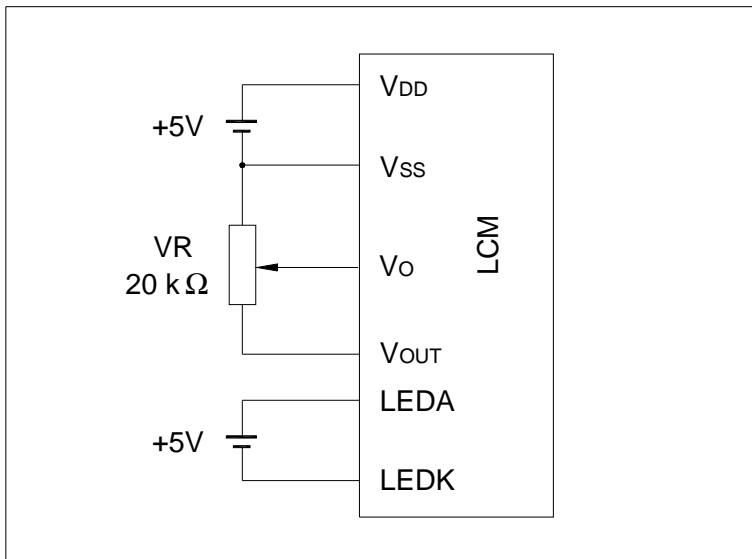 VDD
+5V
VSS
LCM
VR
20 kΩ
VO
VOUT
LEDA
+5V
LEDK